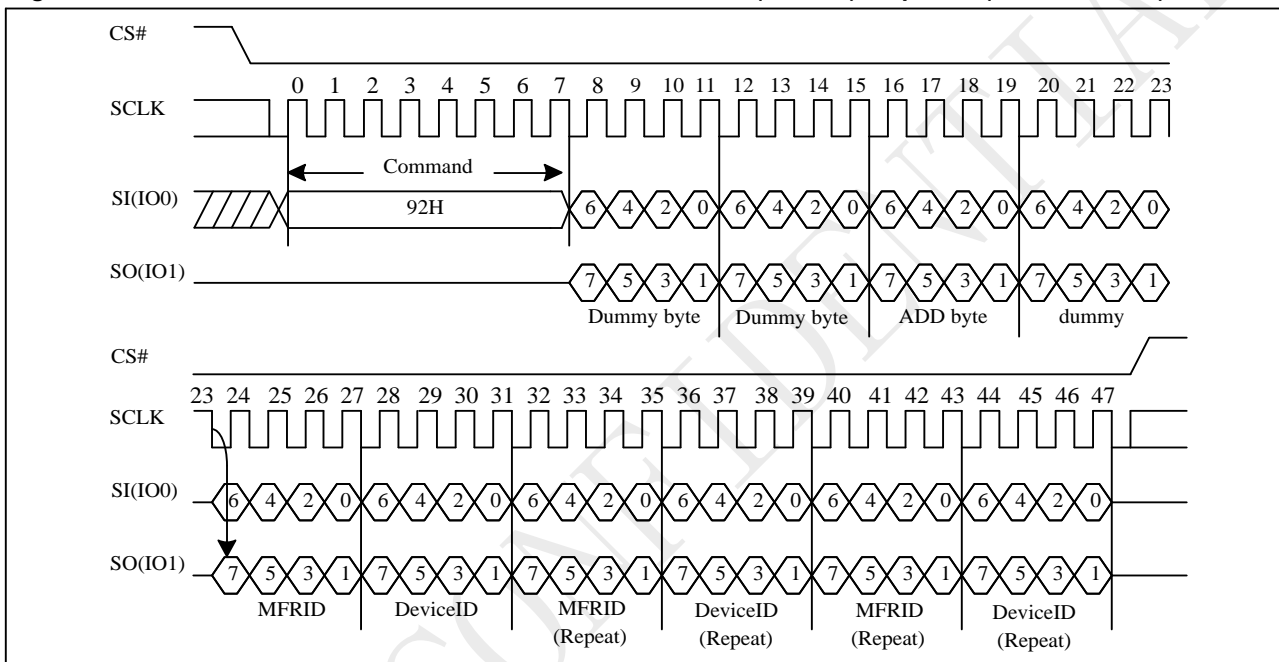 CS#
0 1 2 3 4 5 6 7 8 9 10 11 12 13 14 15 16 17 18 19 20 21 22 23
SCLK
Command
SI(IO0) 92H 6 4 2 0 6 4 2 0 6 4 2 0 6 4 2 0
SO(IO1) 7 5 3 1 7 5 3 1 7 5 3 1 7 5 3 1
Dummy byte Dummy byte ADD byte dummy
CS#
23 24 25 26 27 28 29 30 31 32 33 34 35 36 37 38 39 40 41 42 43 44 45 46 47
SCLK
SI(IO0) 6 4 2 0 6 4 2 0 6 4 2 0 6 4 2 0 6 4 2 0 6 4 2 0
SO(IO1) 7 5 3 1 7 5 3 1 7 5 3 1 7 5 3 1 7 5 3 1 7 5 3 1
MFRID DeviceID MFRID DeviceID MFRID DeviceID
(Repeat) (Repeat) (Repeat) (Repeat)